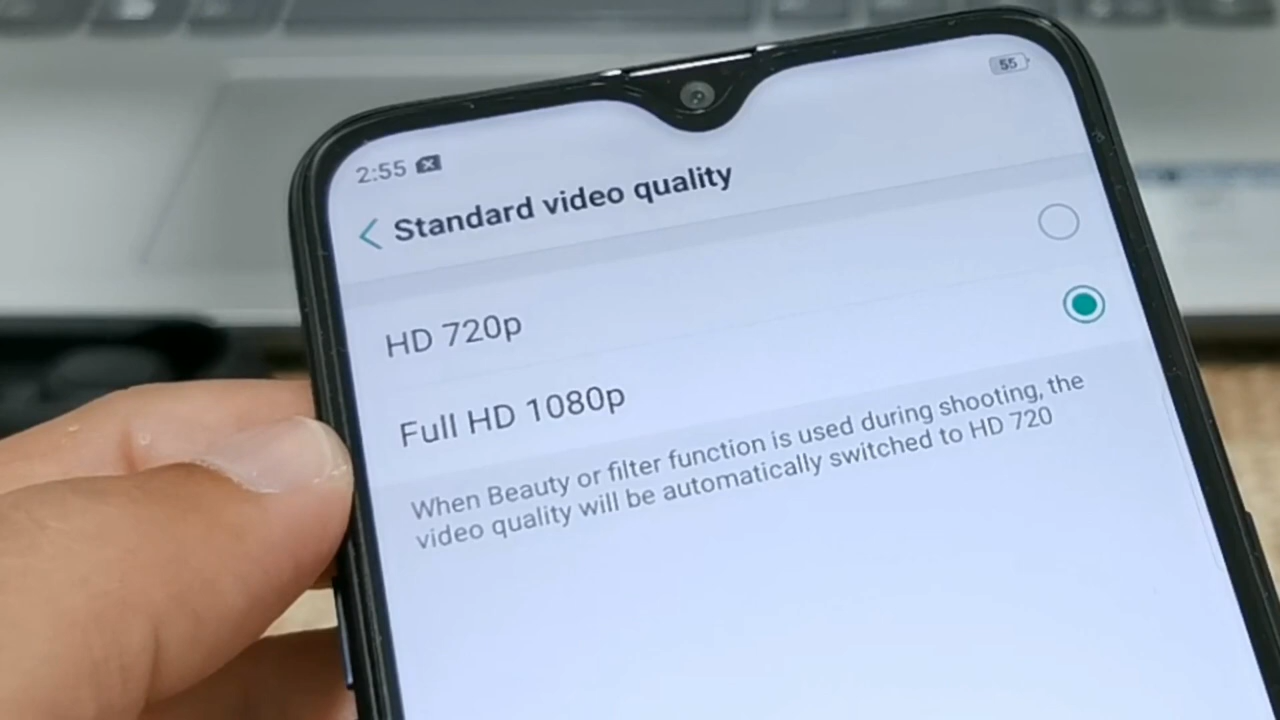 2:55
55
Standard video quality
HD 720p
Full HD 1080p
When Beauty or filter function is used during shooting, the
video quality will be automatically switched to HD 720